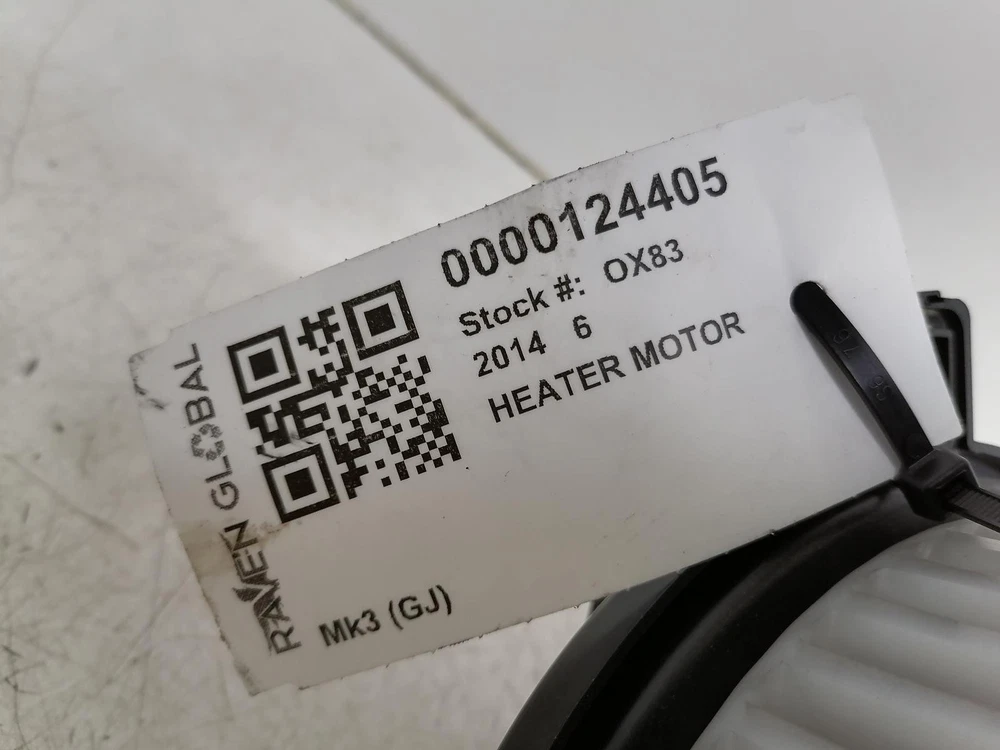 0000124405
Stock #: OX83
2014 6
HEATER MOTOR
Mk3 (GJ)
RAVEN GLOBAL